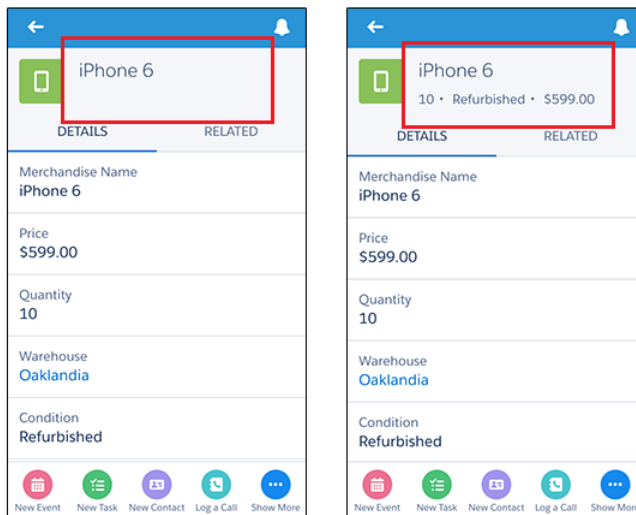 iPhone 6
DETAILS RELATED
Merchandise Name
iPhone 6
Price
$599.00
Quantity
10
Warehouse
Oaklandia
Condition
Refurbished
New Event New Task New Contact Log a Call Show More
iPhone 6
10 • Refurbished • $599.00
DETAILS RELATED
Merchandise Name
iPhone 6
Price
$599.00
Quantity
10
Warehouse
Oaklandia
Condition
Refurbished
New Event New Task New Contact Log a Call Show More